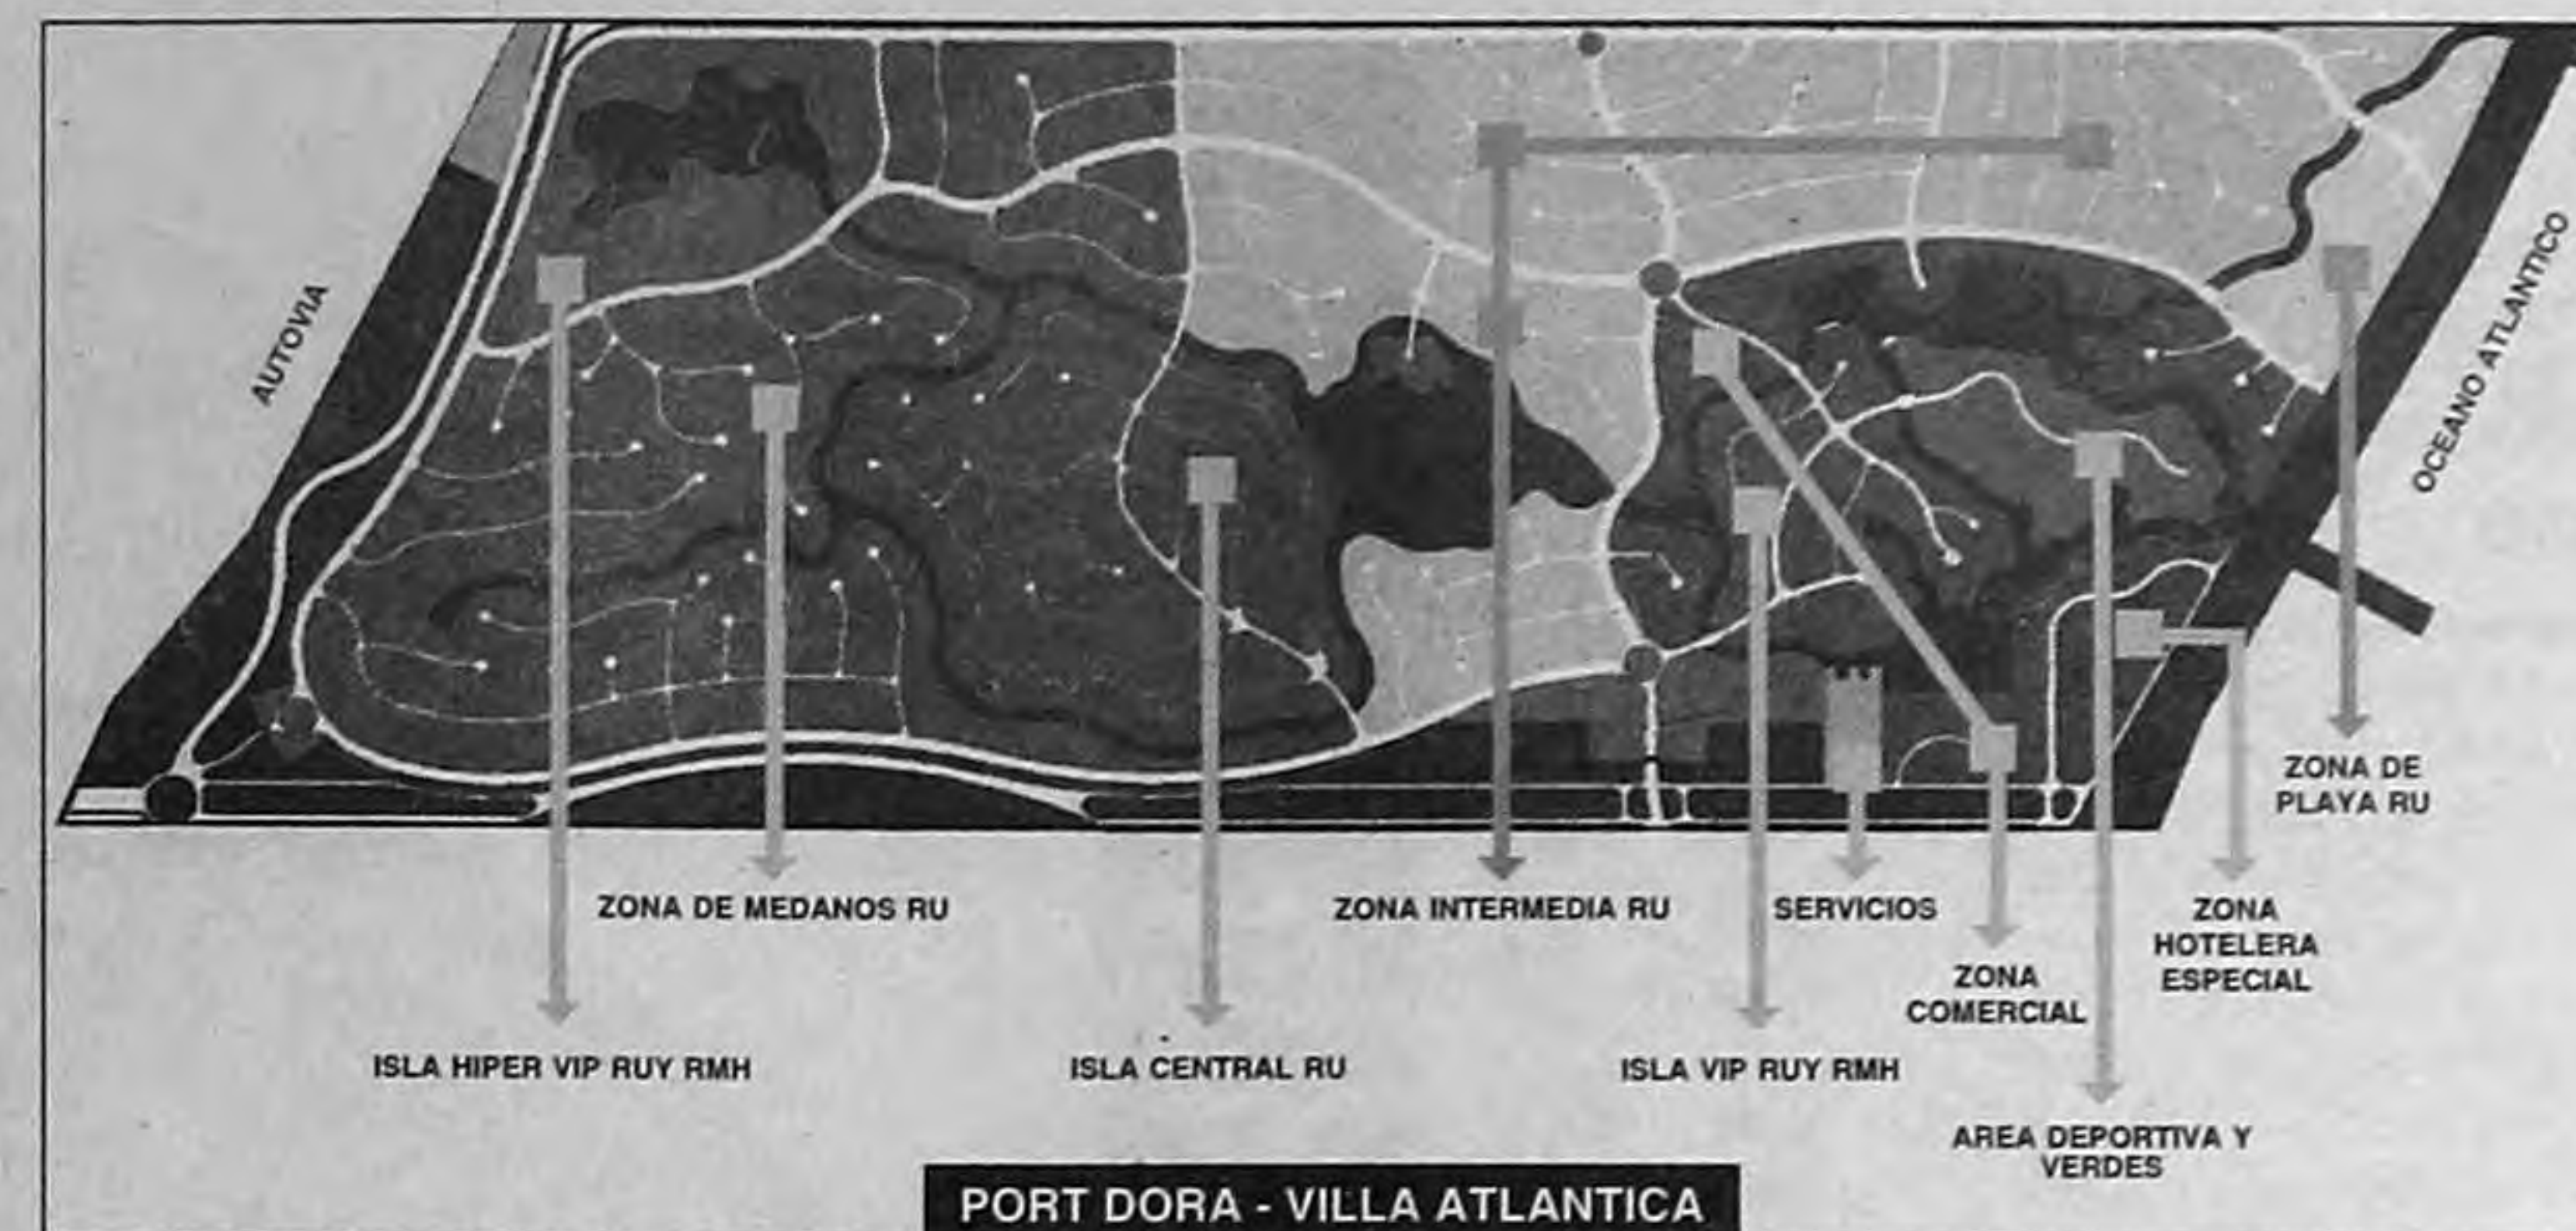 AUTOVIA
OCEANO ATLANTICO
ZONA DE
PLAYA RU
ZONA DE MEDANOS RU
ZONA INTERMEDIA RU
SERVICIOS
ZONA
HOTELERA
ESPECIAL
ZONA
COMERCIAL
ISLA HIPER VIP RUY RMH
ISLA CENTRAL RU
ISLA VIP RUY RMH
AREA DEPORTIVA Y
VERDES
PORT DORA - VILLA ATLANTICA